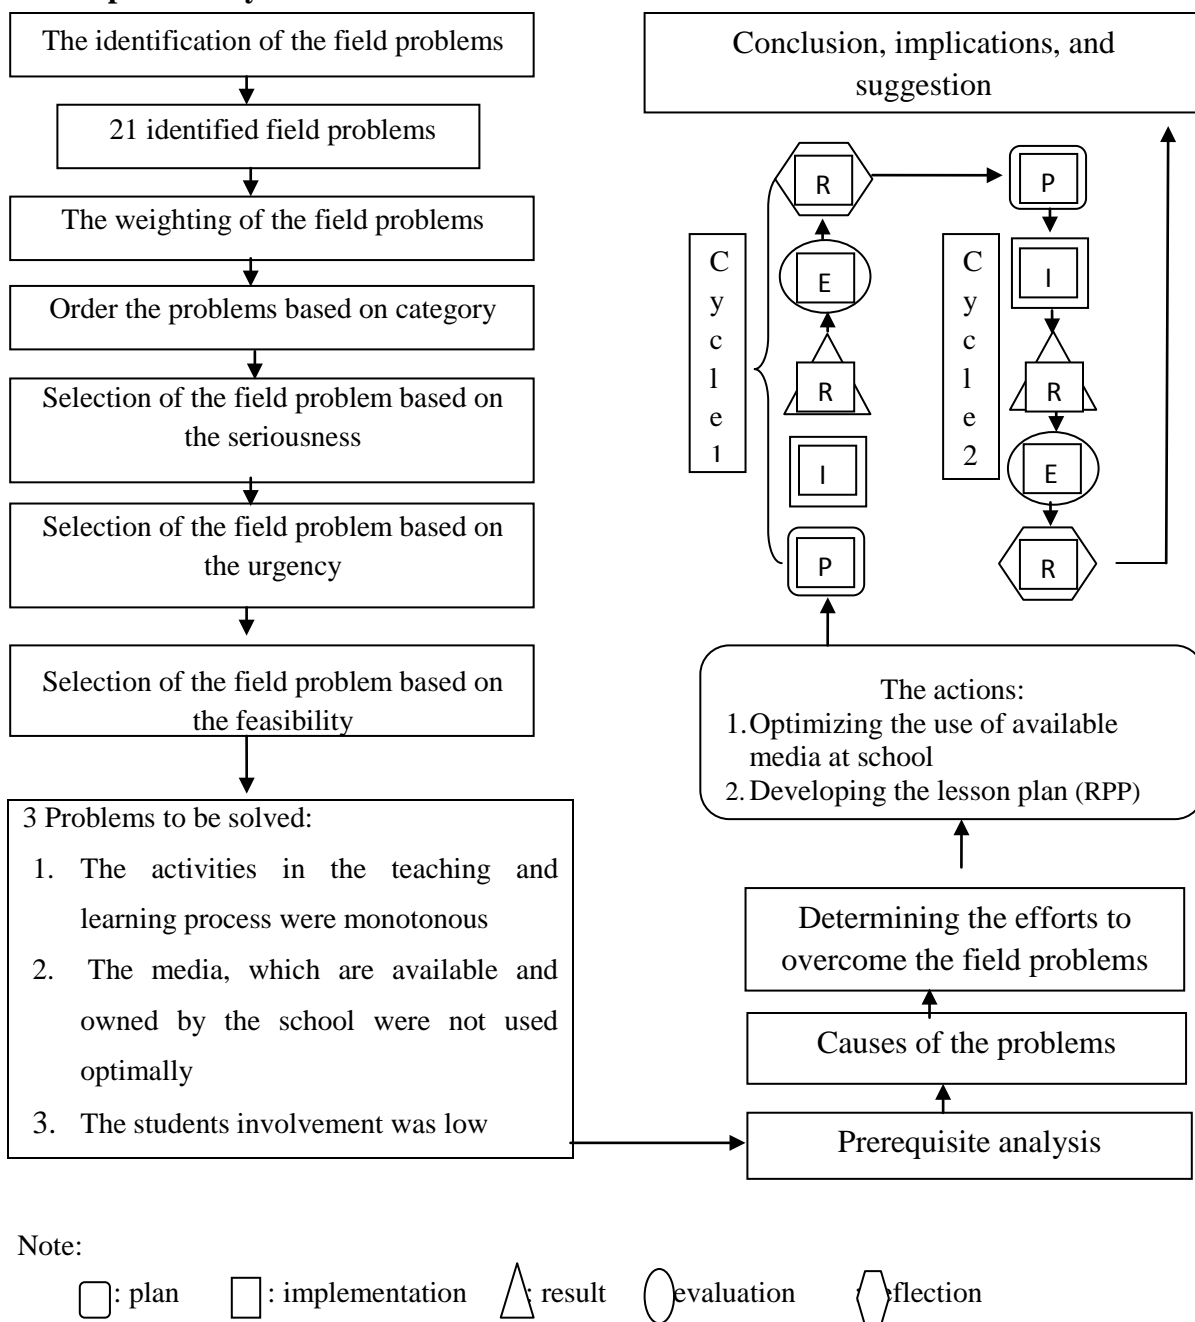 The identification of the field problems
21 identified field problems
The weighting of the field problems
Order the problems based on category
Selection of the field problem based on
the seriousness
Selection of the field problem based on
the urgency
Selection of the field problem based on
the feasibility
3 Problems to be solved:
1. The activities in the teaching and
learning process were monotonous
2. The media, which are available and
owned by the school were not used
optimally
3. The students involvement was low
Prerequisite analysis
Causes of the problems
Determining the efforts to
overcome the field problems
The actions:
1. Optimizing the use of available
media at school
2. Developing the lesson plan (RPP)
P
I
R
E
R
Cycle1
P
I
R
E
R
Cycle2
Conclusion, implications, and
suggestion
Note:
: plan : implementation : result evaluation eflection